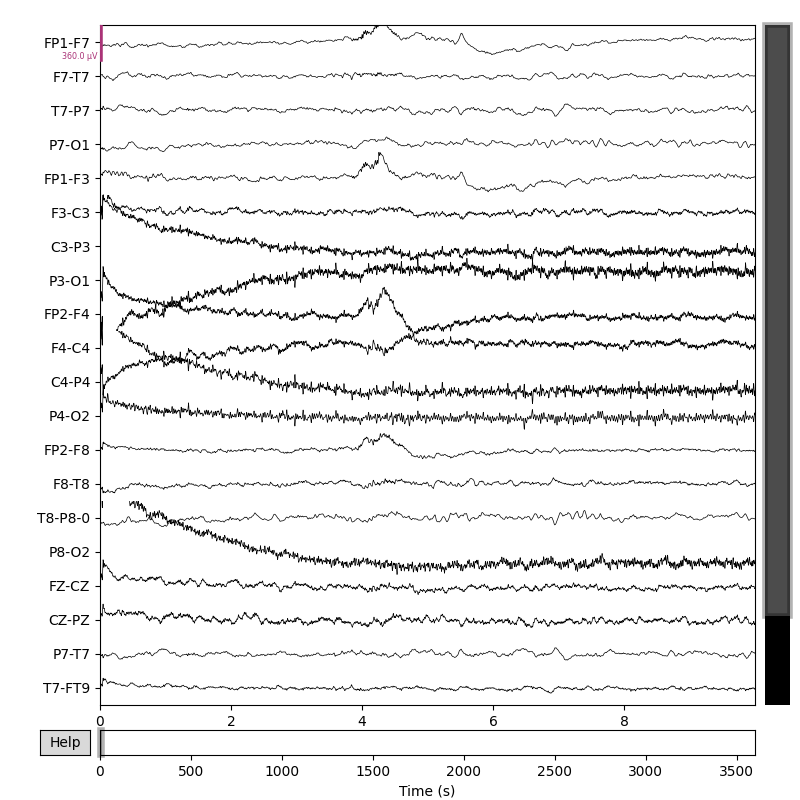 FP1-F7
360.0 µV
F7-T7
T7-P7
P7-O1
FP1-F3
F3-C3
C3-P3
P3-O1
FP2-F4
F4-C4
C4-P4
P4-O2
FP2-F8
F8-T8
T8-P8-0
P8-O2
FZ-CZ
CZ-PZ
P7-T7
T7-FT9
0 2 4 6 8
Help
0 500 1000 1500 2000 2500 3000 3500
Time (s)